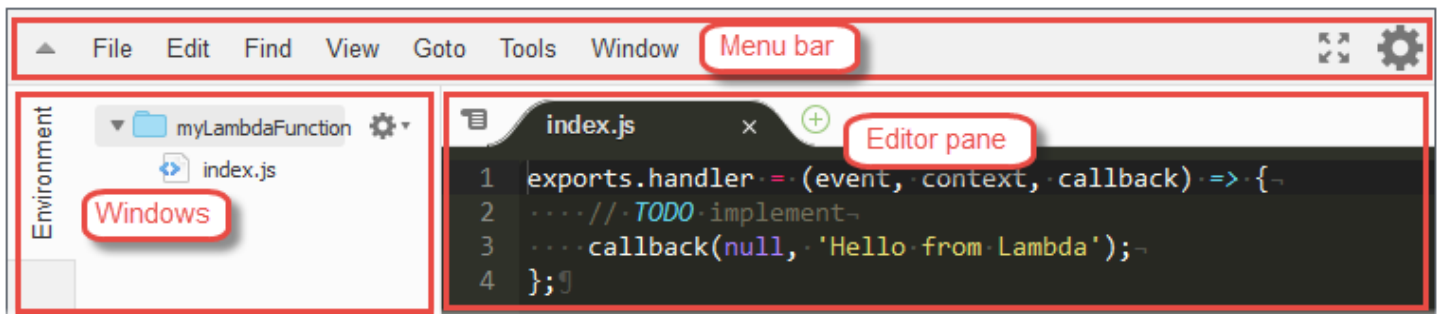 File Edit Find View Goto Tools Window Menu bar
Environment
myLambdaFunction
index.js
Windows
index.js ×
Editor pane
1 exports.handler = (event, context, callback) => {
2     // TODO implement
3     callback(null, 'Hello from Lambda');
4 };